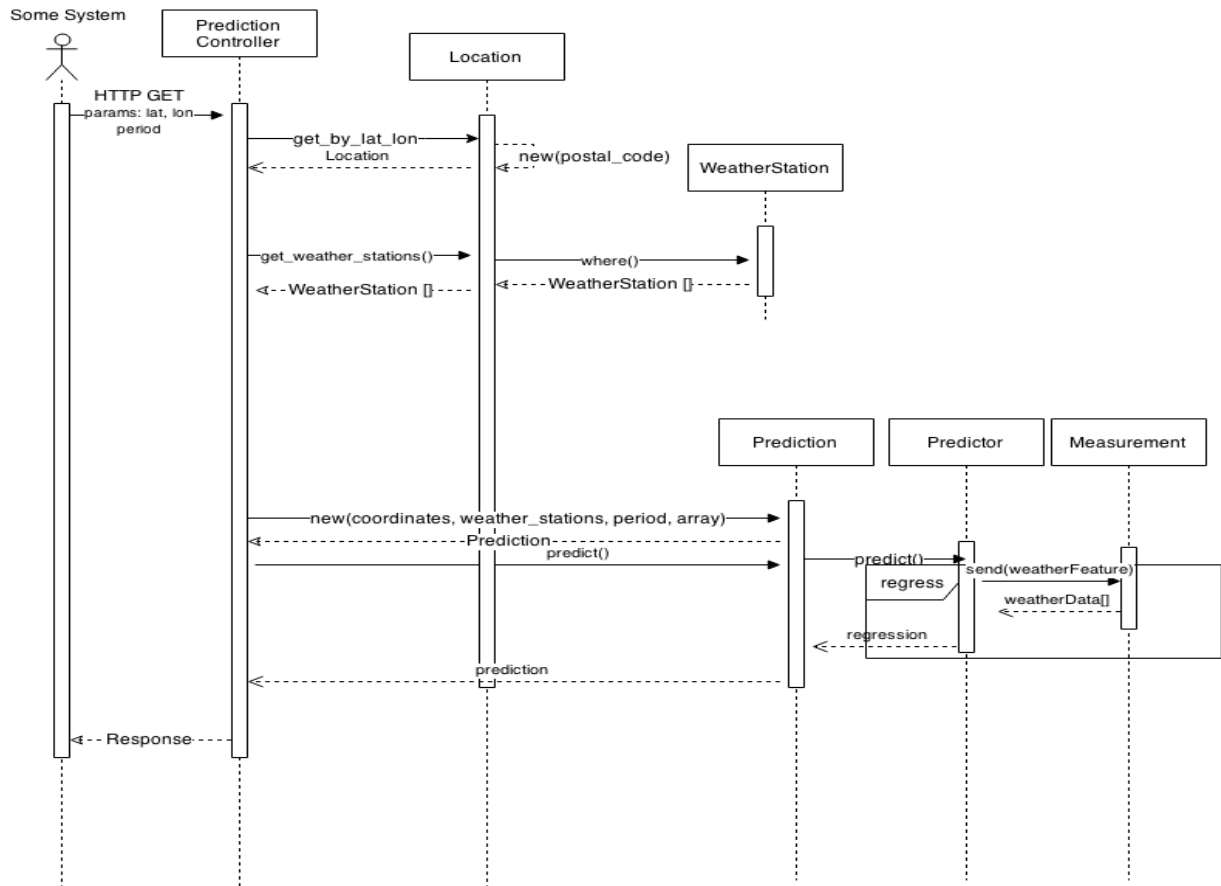 Some System
Prediction
Controller
Location
HTTP GET
params: lat, lon
period
get_by_lat_lon
Location
new(postal_code)
WeatherStation
get_weather_stations()
where()
WeatherStation []
WeatherStation []
Prediction
Predictor
Measurement
new(coordinates, weather_stations, period, array)
Prediction
predict()
predict()
send(weatherFeature)
regress
weatherData[]
regression
prediction
Response